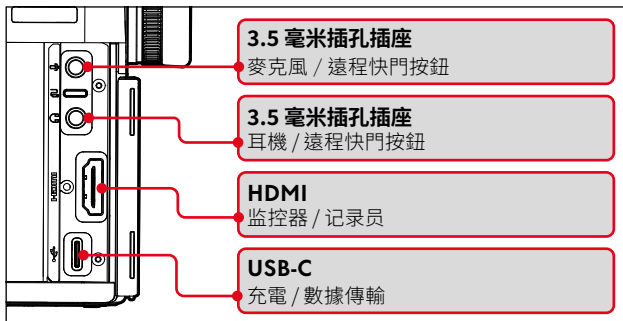 3.5 毫米插孔插座
麥克風 / 遠程快門按鈕
3.5 毫米插孔插座
耳機 / 遠程快門按鈕
HDMI
HDMI
监控器 / 记录员
USB-C
充電 / 數據傳輸